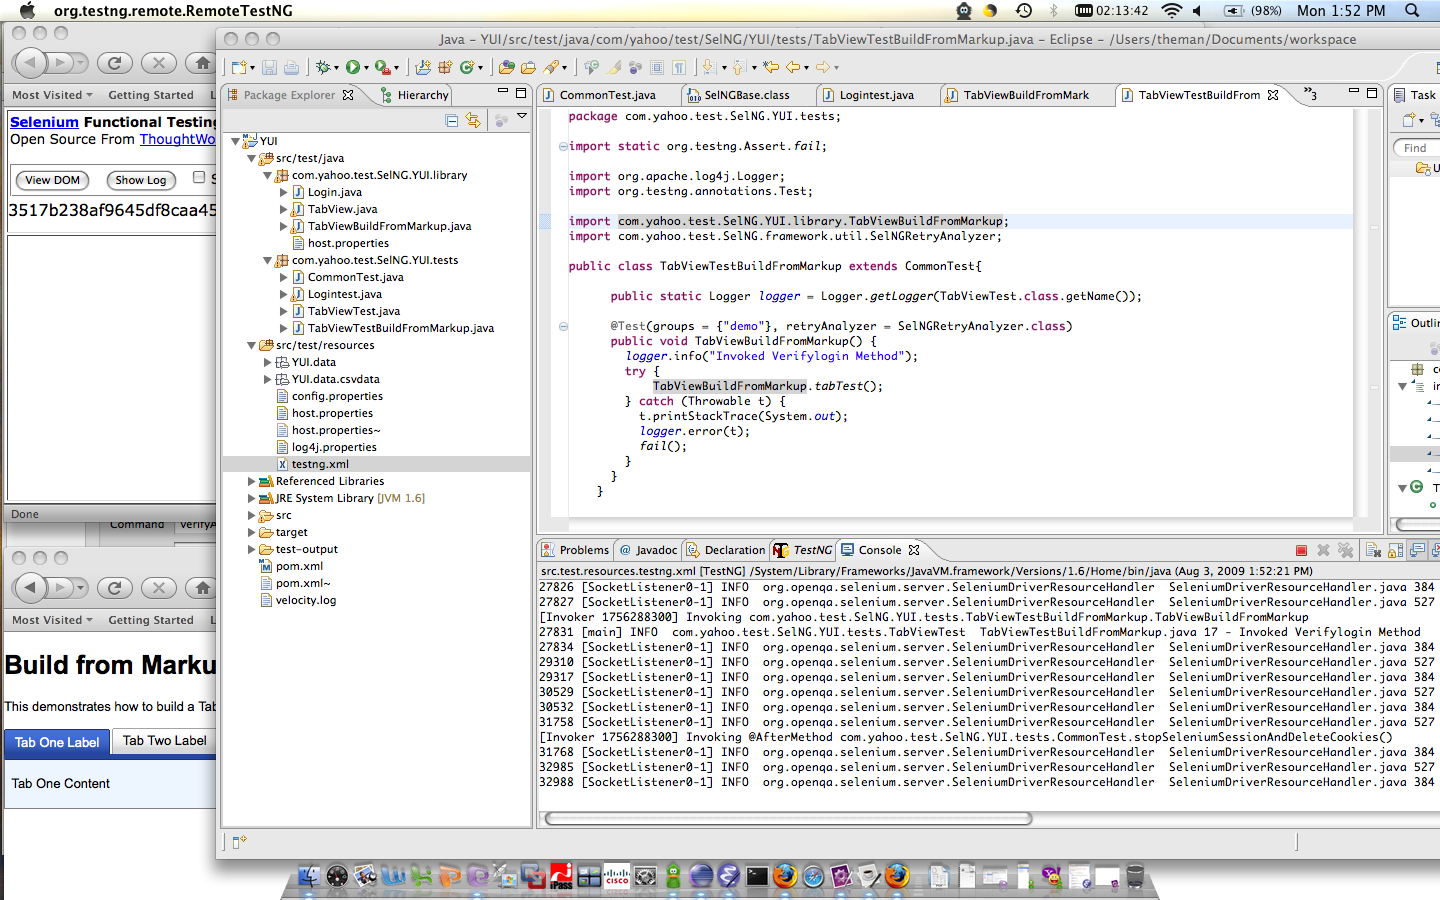 org.testng.remote.RemoteTestNG
02:13:42
(98%)
Mon 1:52 PM
Java – YUI/src/test/java/com/yahoo/test/SelNG/YUI/tests/TabViewTestBuildFromMarkup.java – Eclipse – /Users/theman/Documents/workspace
Most Visited
Getting Started
Selenium Functional Testing
Open Source From ThoughtWo
View DOM
Show Log
3517b238af9645df8caa45
Done
Command
verifyA
Most Visited
Getting Started
Build from Marku
This demonstrates how to build a Tab
Tab One Label
Tab Two Label
Tab One Content
Package Explorer
Hierarchy
YUI
src/test/java
com.yahoo.test.SelNG.YUI.library
Login.java
TabView.java
TabViewBuildFromMarkup.java
host.properties
com.yahoo.test.SelNG.YUI.tests
CommonTest.java
Logintest.java
TabViewTest.java
TabViewTestBuildFromMarkup.java
src/test/resources
YUI.data
YUI.data.csvdata
config.properties
host.properties
host.properties~
log4j.properties
testng.xml
Referenced Libraries
JRE System Library [JVM 1.6]
src
target
test-output
pom.xml
pom.xml~
velocity.log
CommonTest.java
SelNGBase.class
Logintest.java
TabViewBuildFromMark
TabViewTestBuildFrom
»3
package com.yahoo.test.SelNG.YUI.tests;
import static org.testng.Assert.fail;
import org.apache.log4j.Logger;
import org.testng.annotations.Test;
import com.yahoo.test.SelNG.YUI.library.TabViewBuildFromMarkup;
import com.yahoo.test.SelNG.framework.util.SelNGRetryAnalyzer;
public class TabViewTestBuildFromMarkup extends CommonTest{
public static Logger logger = Logger.getLogger(TabViewTest.class.getName());
@Test(groups = {"demo"}, retryAnalyzer = SelNGRetryAnalyzer.class)
public void TabViewBuildFromMarkup() {
logger.info("Invoked Verifylogin Method");
try {
TabViewBuildFromMarkup.tabTest();
} catch (Throwable t) {
t.printStackTrace(System.out);
logger.error(t);
fail();
}
}
}
Task
Find
Outlin
Problems
@ Javadoc
Declaration
TestNG
Console
src.test.resources.testng.xml [TestNG] /System/Library/Frameworks/JavaVM.framework/Versions/1.6/Home/bin/java (Aug 3, 2009 1:52:21 PM)
27826 [SocketListener0-1] INFO org.openqa.selenium.server.SeleniumDriverResourceHandler SeleniumDriverResourceHandler.java 384
27827 [SocketListener0-1] INFO org.openqa.selenium.server.SeleniumDriverResourceHandler SeleniumDriverResourceHandler.java 527
[Invoker 1756288300] Invoking com.yahoo.test.SelNG.YUI.tests.TabViewTestBuildFromMarkup.TabViewBuildFromMarkup
27831 [main] INFO com.yahoo.test.SelNG.YUI.tests.TabViewTest TabViewTestBuildFromMarkup.java 17 - Invoked Verifylogin Method
27834 [SocketListener0-1] INFO org.openqa.selenium.server.SeleniumDriverResourceHandler SeleniumDriverResourceHandler.java 384
29310 [SocketListener0-1] INFO org.openqa.selenium.server.SeleniumDriverResourceHandler SeleniumDriverResourceHandler.java 527
29317 [SocketListener0-1] INFO org.openqa.selenium.server.SeleniumDriverResourceHandler SeleniumDriverResourceHandler.java 384
30529 [SocketListener0-1] INFO org.openqa.selenium.server.SeleniumDriverResourceHandler SeleniumDriverResourceHandler.java 527
30532 [SocketListener0-1] INFO org.openqa.selenium.server.SeleniumDriverResourceHandler SeleniumDriverResourceHandler.java 384
31758 [SocketListener0-1] INFO org.openqa.selenium.server.SeleniumDriverResourceHandler SeleniumDriverResourceHandler.java 527
[Invoker 1756288300] Invoking @AfterMethod com.yahoo.test.SelNG.YUI.tests.CommonTest.stopSeleniumSessionAndDeleteCookies()
31768 [SocketListener0-1] INFO org.openqa.selenium.server.SeleniumDriverResourceHandler SeleniumDriverResourceHandler.java 384
32985 [SocketListener0-1] INFO org.openqa.selenium.server.SeleniumDriverResourceHandler SeleniumDriverResourceHandler.java 527
32988 [SocketListener0-1] INFO org.openqa.selenium.server.SeleniumDriverResourceHandler SeleniumDriverResourceHandler.java 384
iPass
CISCO